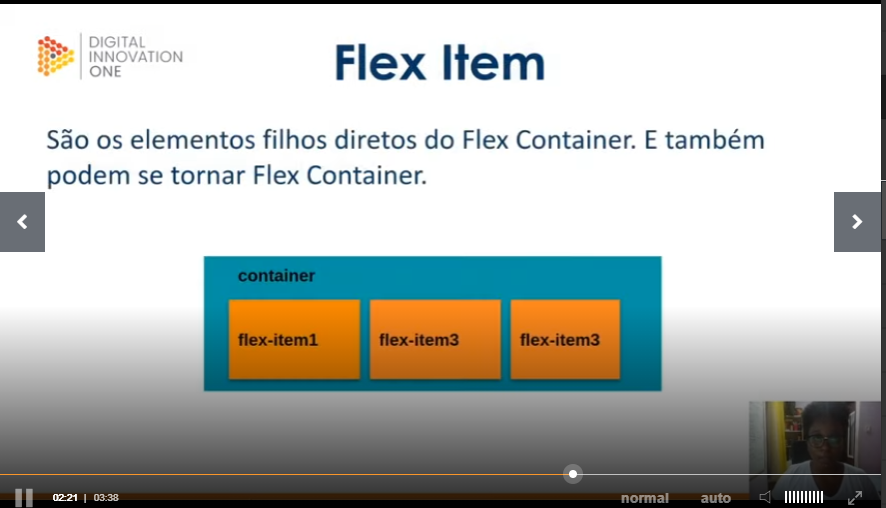 DIGITAL
INNOVATION
ONE
Flex Item
São os elementos filhos diretos do Flex Container. E também
podem se tornar Flex Container.
container
flex-item1
flex-item3
flex-item3
02:21 | 03:38
normal
auto